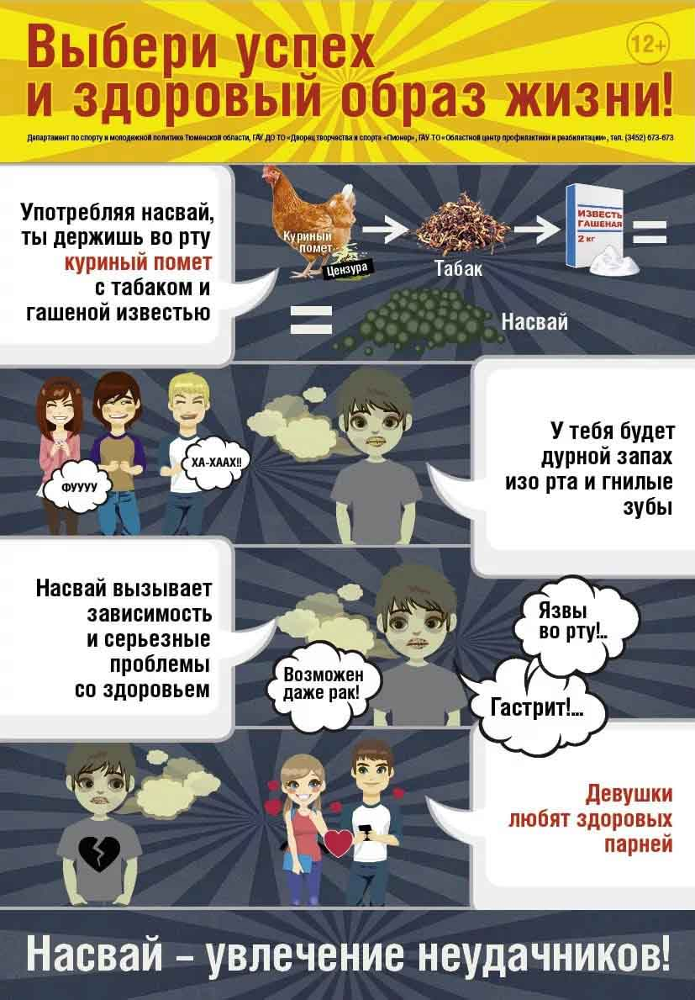 Выбери успех
и здоровый образ жизни!
12+
Департамент по спорту и молодежной политике Тюменской области, ГАУ ДО ТО «Дворец творчества и спорта «Пионер», ГАУ ТО «Областной центр профилактики и реабилитации», тел. (3452) 673-673
Употребляя насвай,
ты держишь во рту
куриный помет
с табаком и
гашеной известью
Куриный
помет
Цензура
Табак
ИЗВЕСТЬ
ГАШЕНАЯ
2 кг
=
=
Насвай
ФУУУУ
ХА-ХААХ!!
У тебя будет
дурной запах
изо рта и гнилые
зубы
Насвай вызывает
зависимость
и серьезные
проблемы
со здоровьем
Возможен
даже рак!
Язвы
во рту!..
Гастрит!...
Девушки
любят здоровых
парней
Насвай – увлечение неудачников!